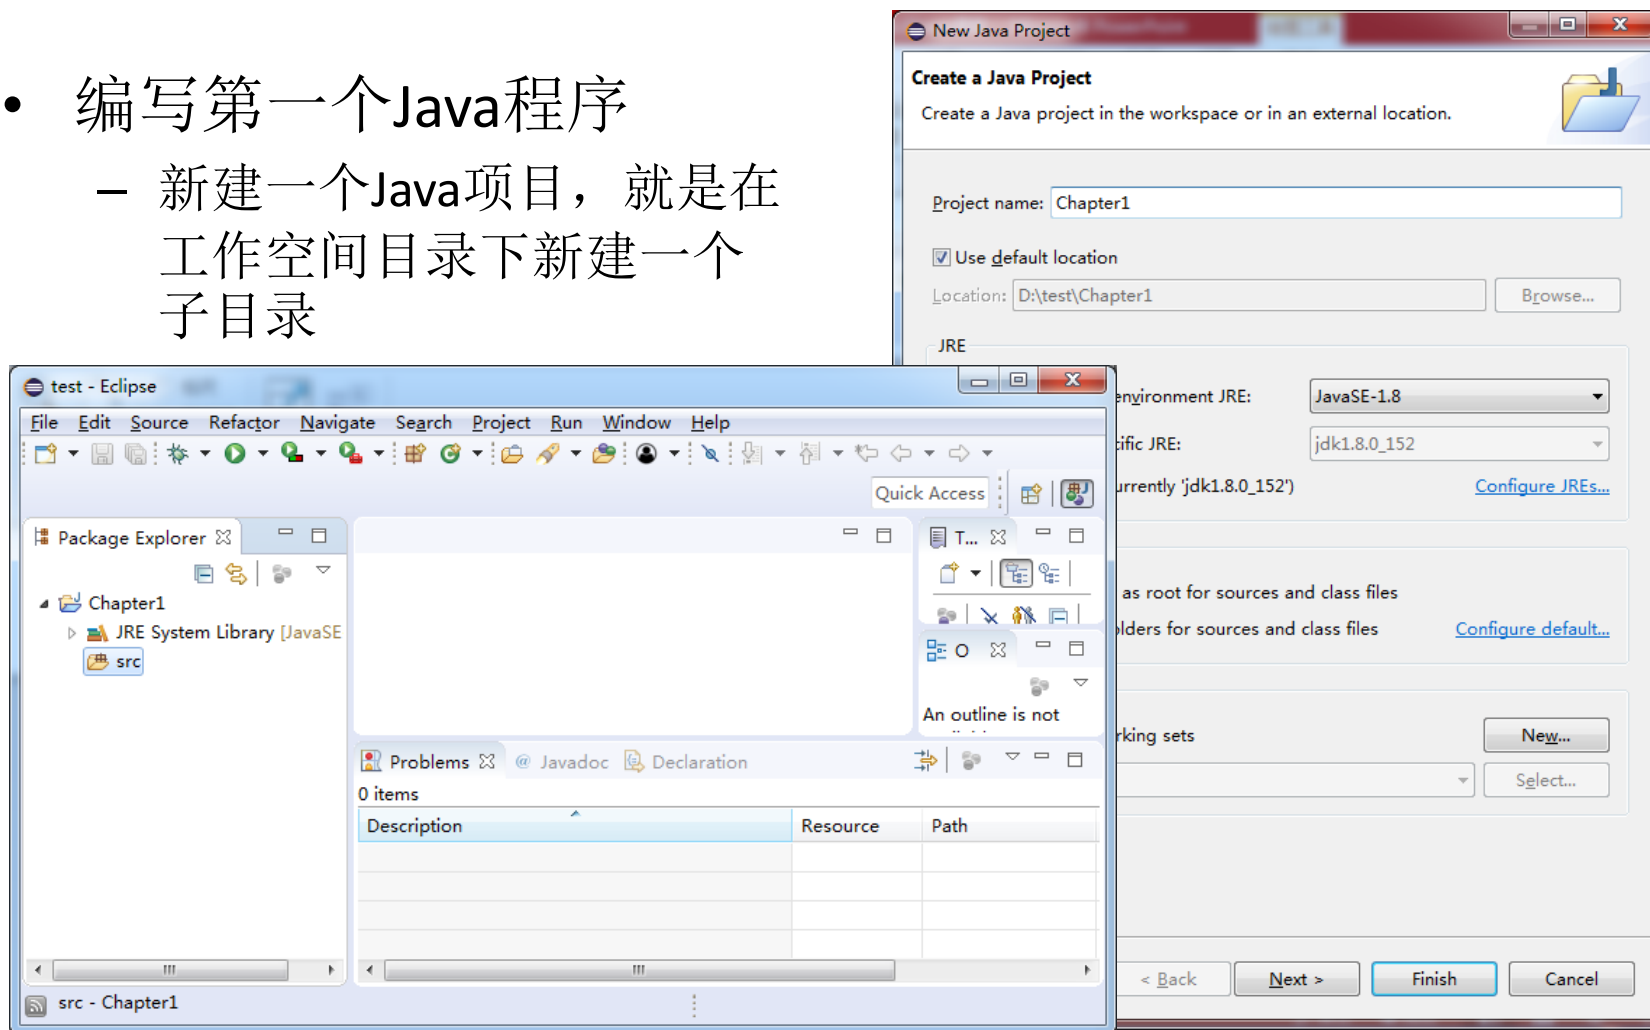 • 编写第一个Java程序
– 新建一个Java项目，就是在
工作空间目录下新建一个
子目录
New Java Project
Create a Java Project
Create a Java project in the workspace or in an external location.
Project name: Chapter1
Use default location
Location: D:\test\Chapter1
Browse...
JRE
environment JRE: JavaSE-1.8
JRE: jdk1.8.0_152
'jdk1.8.0_152') Configure JREs...
as root for sources and class files
for sources and class files Configure default...
sets New...
Select...
< Back Next > Finish Cancel
test - Eclipse
File Edit Source Refactor Navigate Search Project Run Window Help
Quick Access
Package Explorer
Chapter1
JRE System Library [JavaSE
src
T...
O
An outline is not
Problems @ Javadoc Declaration
0 items
Description Resource Path
src - Chapter1